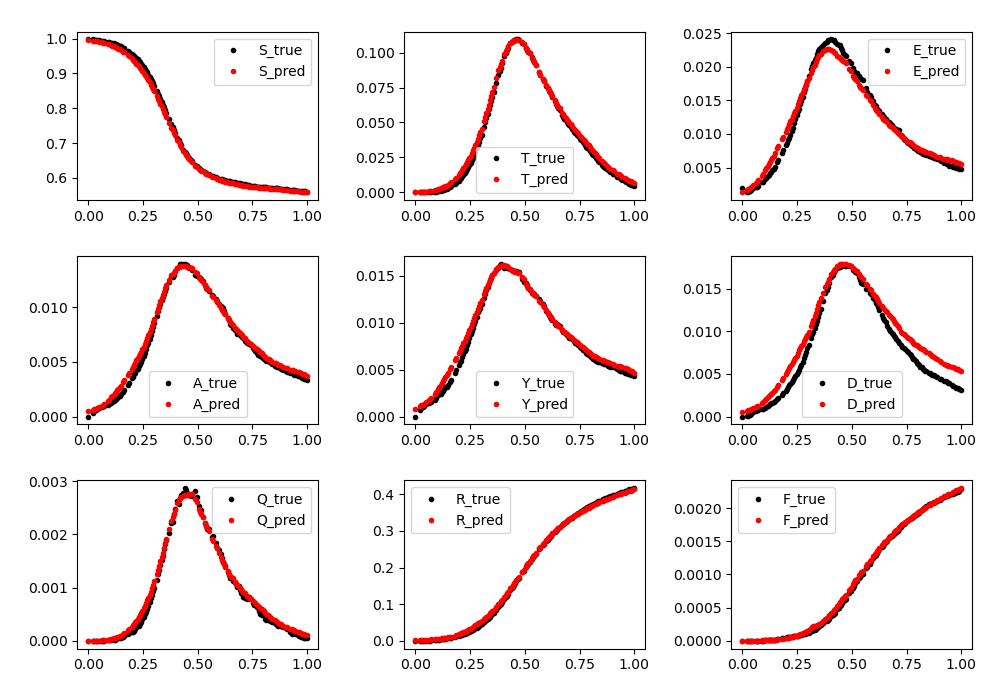 1.0
0.9
0.8
0.7
0.6
0.00 0.25 0.50 0.75 1.00
S_true
S_pred
0.100
0.075
0.050
0.025
0.000
0.00 0.25 0.50 0.75 1.00
T_true
T_pred
0.025
0.020
0.015
0.010
0.005
0.00 0.25 0.50 0.75 1.00
E_true
E_pred
0.010
0.005
0.000
0.00 0.25 0.50 0.75 1.00
A_true
A_pred
0.015
0.010
0.005
0.000
0.00 0.25 0.50 0.75 1.00
Y_true
Y_pred
0.015
0.010
0.005
0.000
0.00 0.25 0.50 0.75 1.00
D_true
D_pred
0.003
0.002
0.001
0.000
0.00 0.25 0.50 0.75 1.00
Q_true
Q_pred
0.4
0.3
0.2
0.1
0.0
0.00 0.25 0.50 0.75 1.00
R_true
R_pred
0.0020
0.0015
0.0010
0.0005
0.0000
0.00 0.25 0.50 0.75 1.00
F_true
F_pred